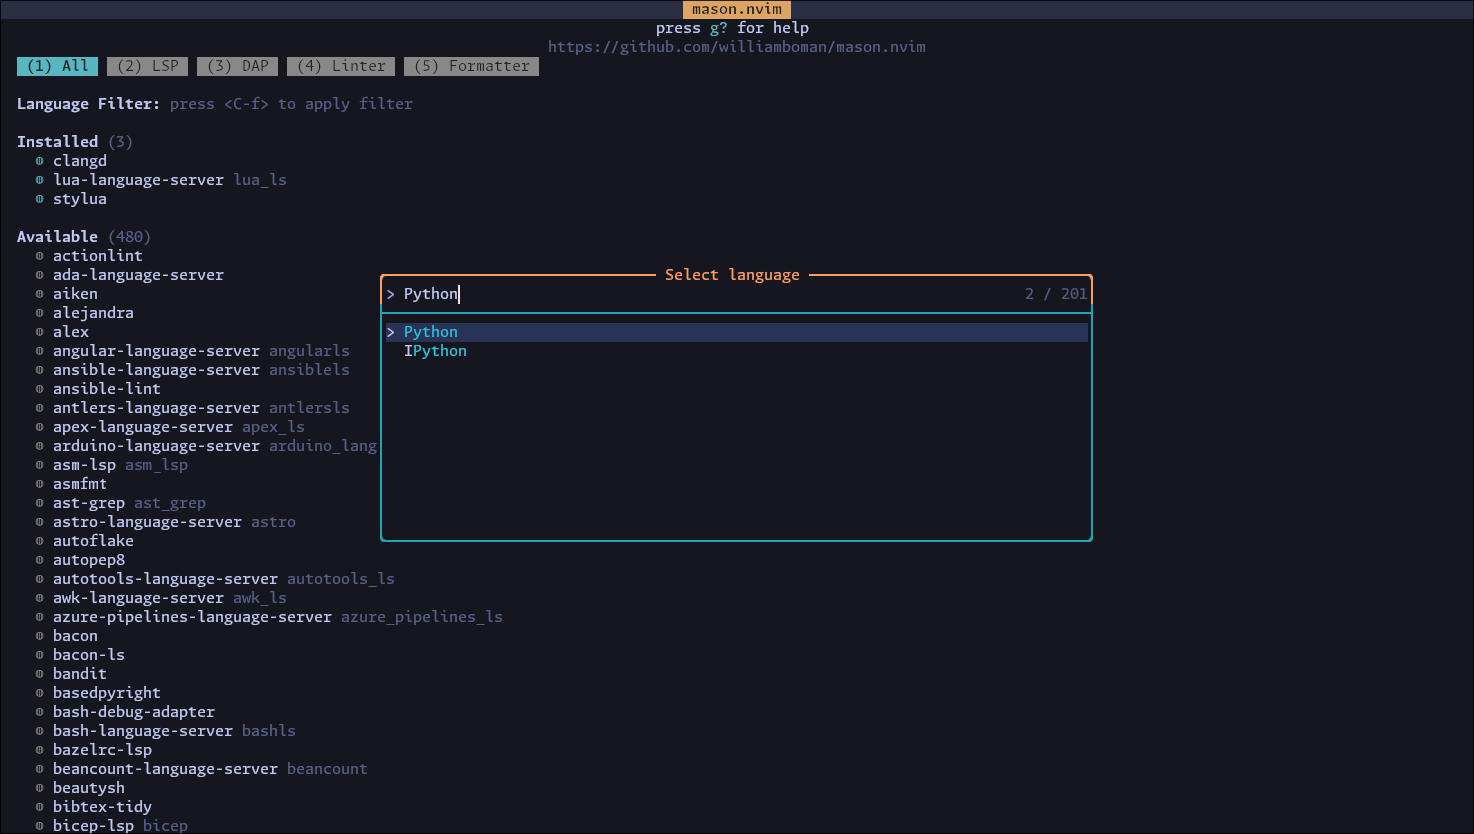 mason.nvim
press g? for help
https://github.com/williamboman/mason.nvim
(1) All (2) LSP (3) DAP (4) Linter (5) Formatter
Language Filter: press <C-f> to apply filter
Installed (3)
clangd
lua-language-server lua_ls
stylua
Available (480)
actionlint
ada-language-server
aiken
alejandra
alex
angular-language-server angularls
ansible-language-server ansiblels
ansible-lint
antlers-language-server antlersls
apex-language-server apex_ls
arduino-language-server arduino_lang
asm-lsp asm_lsp
asmfmt
ast-grep ast_grep
astro-language-server astro
autoflake
autopep8
autotools-language-server autotools_ls
awk-language-server awk_ls
azure-pipelines-language-server azure_pipelines_ls
bacon
bacon-ls
bandit
basedpyright
bash-debug-adapter
bash-language-server bashls
bazelrc-lsp
beancount-language-server beancount
beautysh
bibtex-tidy
bicep-lsp bicep
Select language
> Python 2 / 201
> Python
IPython